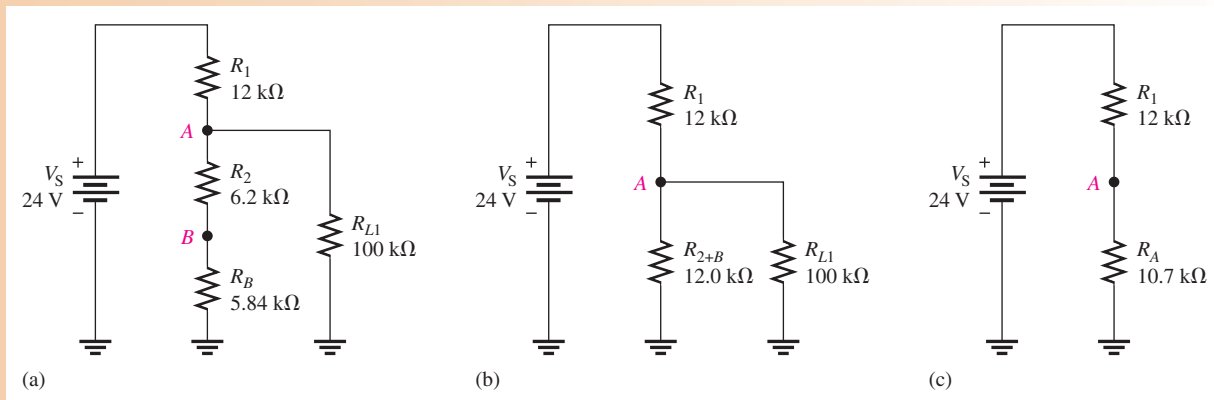 R1
12 kΩ
A
R2
6.2 kΩ
VS
+
24 V
−
B
RL1
100 kΩ
RB
5.84 kΩ
(a)
R1
12 kΩ
VS
+
24 V
−
A
R2+B
12.0 kΩ
RL1
100 kΩ
(b)
R1
12 kΩ
VS
+
24 V
−
A
RA
10.7 kΩ
(c)